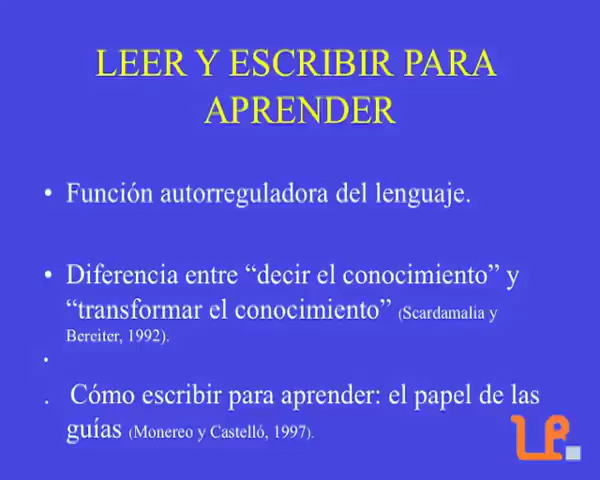 LEER Y ESCRIBIR PARA
APRENDER
• Función autorreguladora del lenguaje.
• Diferencia entre “decir el conocimiento” y
“transformar el conocimiento” (Scardamalia y
Bereiter, 1992).
•
. Cómo escribir para aprender: el papel de las
guías (Monereo y Castelló, 1997).